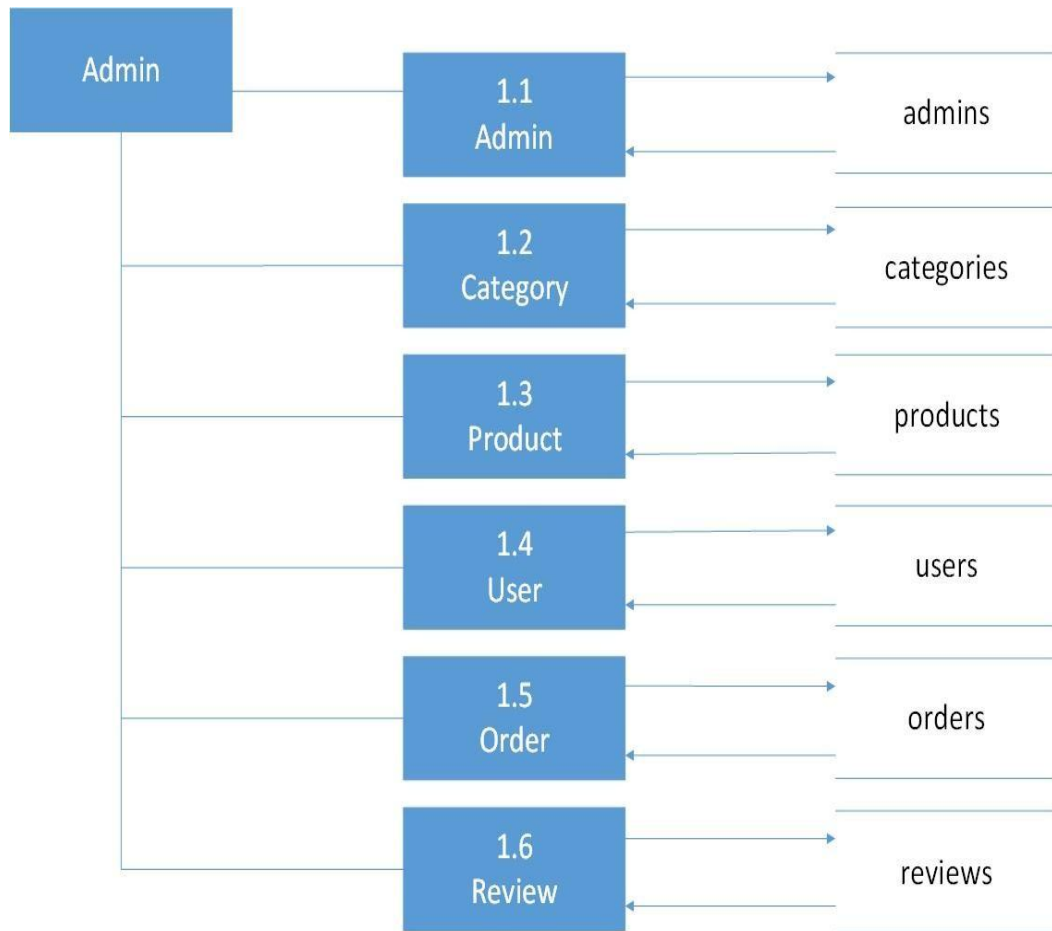 Admin
1.1
Admin
admins
1.2
Category
categories
1.3
Product
products
1.4
User
users
1.5
Order
orders
1.6
Review
reviews